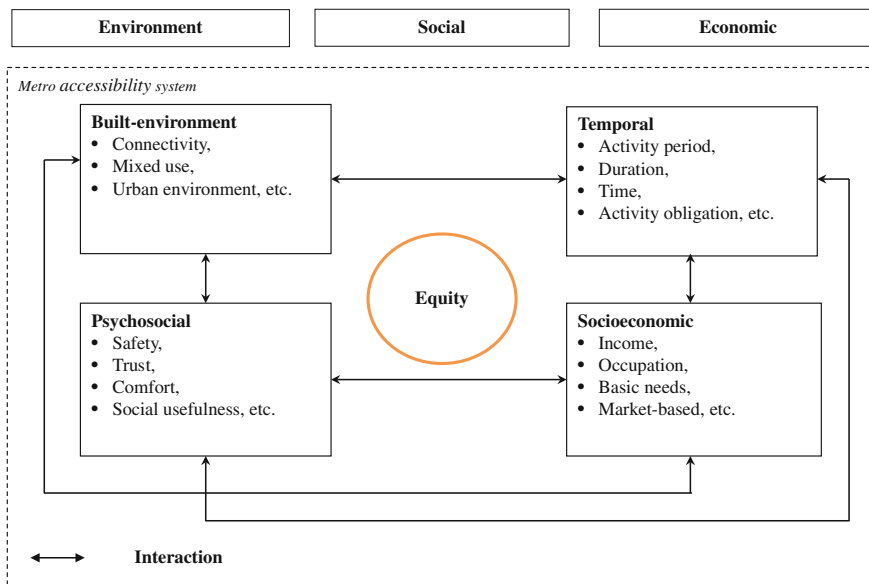 Environment
Social
Economic
Metro accessibility system
Built-environment
• Connectivity,
• Mixed use,
• Urban environment, etc.
Temporal
• Activity period,
• Duration,
• Time,
• Activity obligation, etc.
Equity
Psychosocial
• Safety,
• Trust,
• Comfort,
• Social usefulness, etc.
Socioeconomic
• Income,
• Occupation,
• Basic needs,
• Market-based, etc.
Interaction